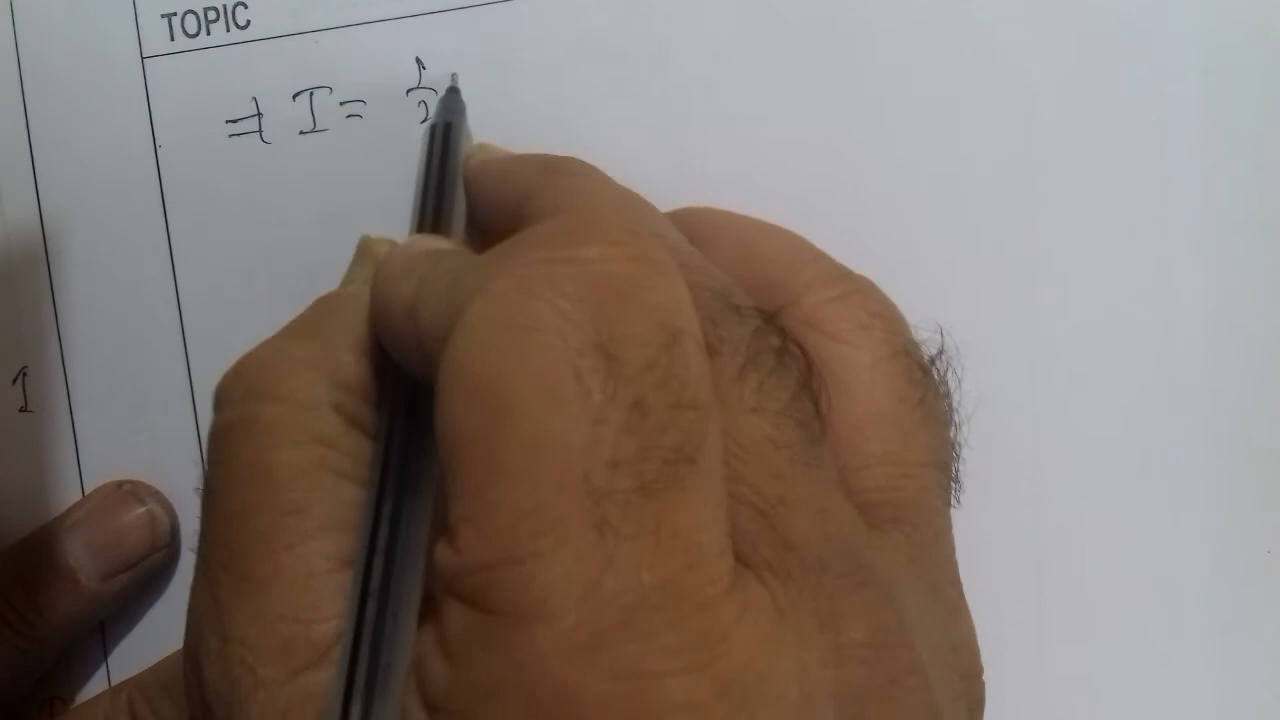 TOPIC
⇒ I = 1/2
I